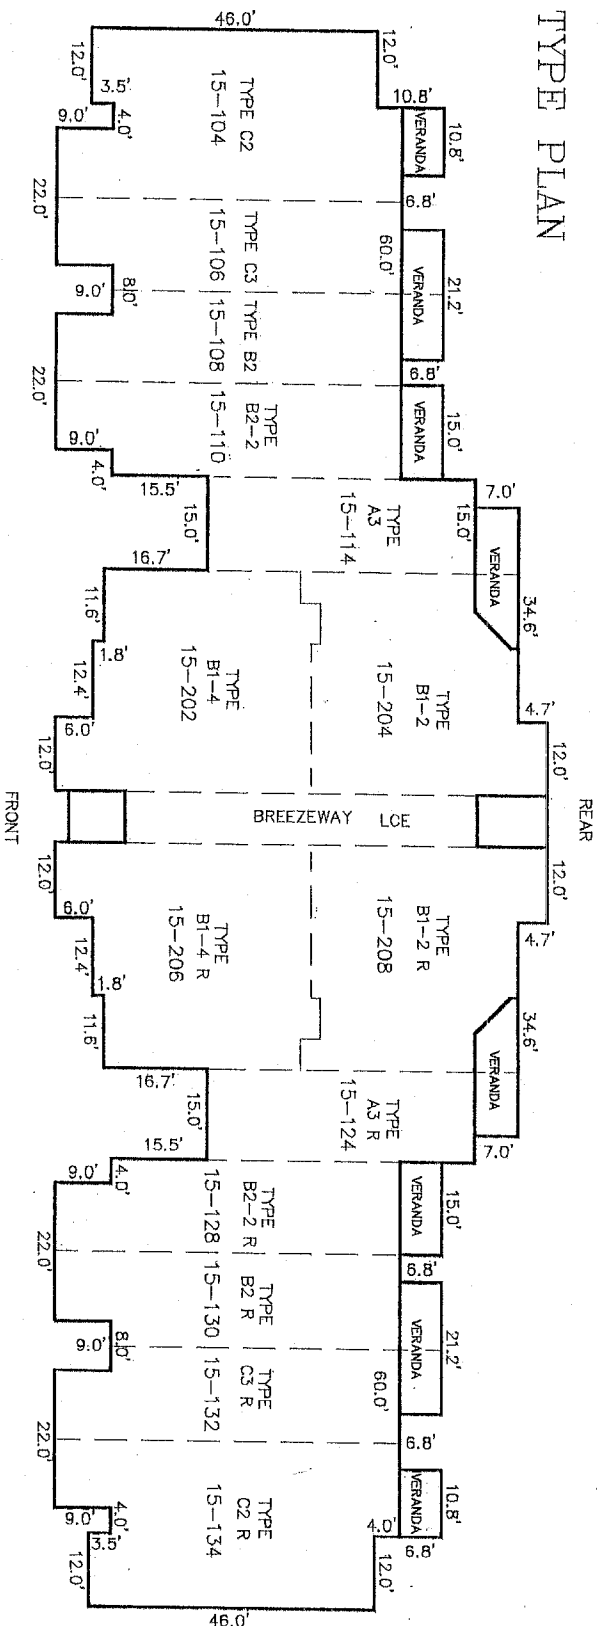 TYPE PLAN
REAR
46.0'
12.0'
10.8'
VERANDA
10.8'
6.8'
60.0'
VERANDA
21.2'
6.8'
VERANDA
15.0'
7.0'
15.0'
VERANDA
34.6'
4.7'
12.0'
12.0'
4.7'
34.6'
VERANDA
7.0'
VERANDA
15.0'
6.8'
VERANDA
21.2'
60.0'
6.8'
VERANDA
10.8'
6.8'
4.0'
12.0'
46.0'
TYPE C2
15-104
TYPE C3
15-106
TYPE B2
15-108
TYPE
B2-2
15-110
TYPE
A3
15-114
TYPE
B1-2
15-204
TYPE
B1-4
15-202
BREEZEWAY LCE
TYPE
B1-2 R
15-208
TYPE
B1-4 R
15-206
TYPE
A3 R
15-124
TYPE
B2-2 R
15-128
TYPE
B2 R
15-130
TYPE
C3 R
15-132
TYPE
C2 R
15-134
12.0'
3.5'
4.0'
9.0'
22.0'
9.0'
8.0'
22.0'
9.0'
4.0'
15.5'
15.0'
16.7'
11.6'
1.8'
12.4'
6.0'
12.0'
12.0'
6.0'
12.4'
1.8'
11.6'
16.7'
15.0'
15.5'
4.0'
9.0'
22.0'
9.0'
8.0'
22.0'
9.0'
4.0'
3.5'
12.0'
FRONT